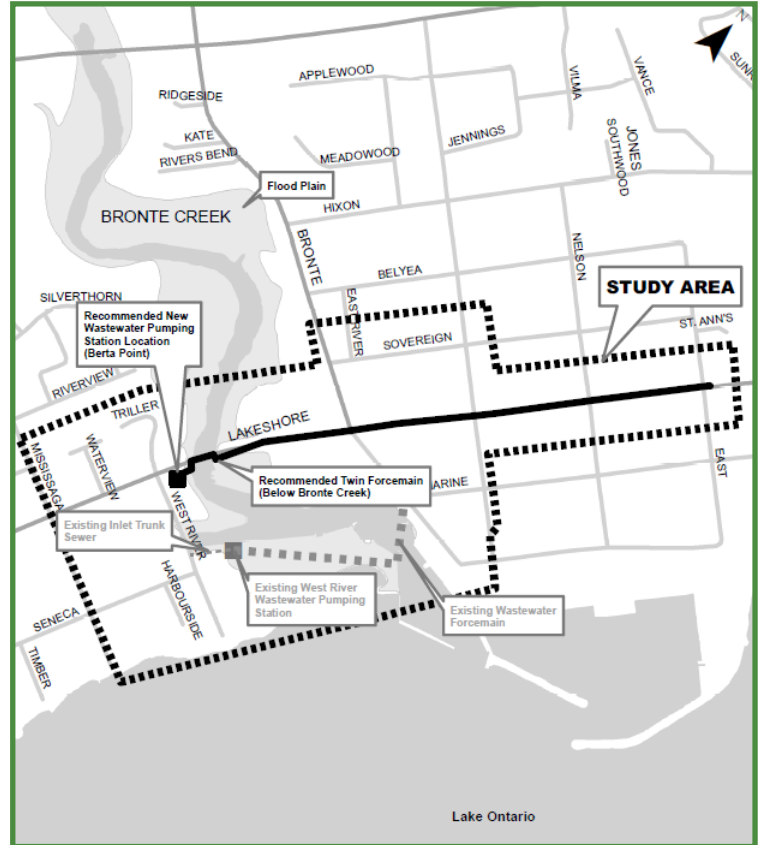 N
SUNN
APPLEWOOD
VILMA
VANCE
RIDGESIDE
KATE
RIVERS BEND
MEADOWOOD
JENNINGS
JONES
SOUTHWOOD
Flood Plain
HIXON
BRONTE CREEK
BRONTE
NELSON
BELYEA
STUDY AREA
SILVERTHORN
EAST RIVER
SOVEREIGN
ST. ANN'S
Recommended New
Wastewater Pumping
Station Location
(Berta Point)
RIVERVIEW
TRILLER
LAKESHORE
WATERVIEW
MISSISSAGA
EAST
Recommended Twin Forcemain
(Below Bronte Creek)
ARINE
WEST RIVER
Existing Inlet Trunk
Sewer
HARBOURSIDE
Existing West River
Wastewater Pumping
Station
Existing Wastewater
Forcemain
SENECA
TIMBER
Lake Ontario